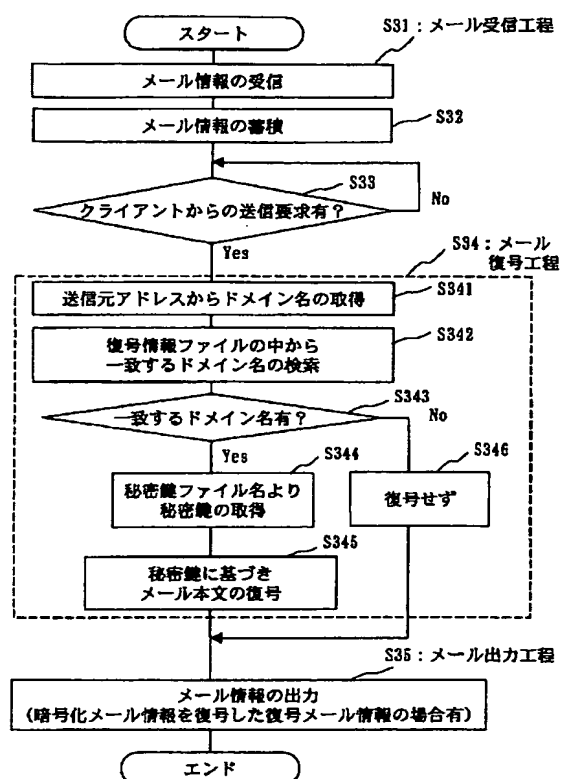 スタート
S31:メール受信工程
メール情報の受信
メール情報の蓄積
S32
S33
クライアントからの送信要求有?
No
Yes
S34:メール
復号工程
送信元アドレスからドメイン名の取得
S341
復号情報ファイルの中から
一致するドメイン名の検索
S342
S343
一致するドメイン名有?
No
Yes
S344
秘密鍵ファイル名より
秘密鍵の取得
S346
復号せず
S345
秘密鍵に基づき
メール本文の復号
S35:メール出力工程
メール情報の出力
(暗号化メール情報を復号した復号メール情報の場合有)
エンド